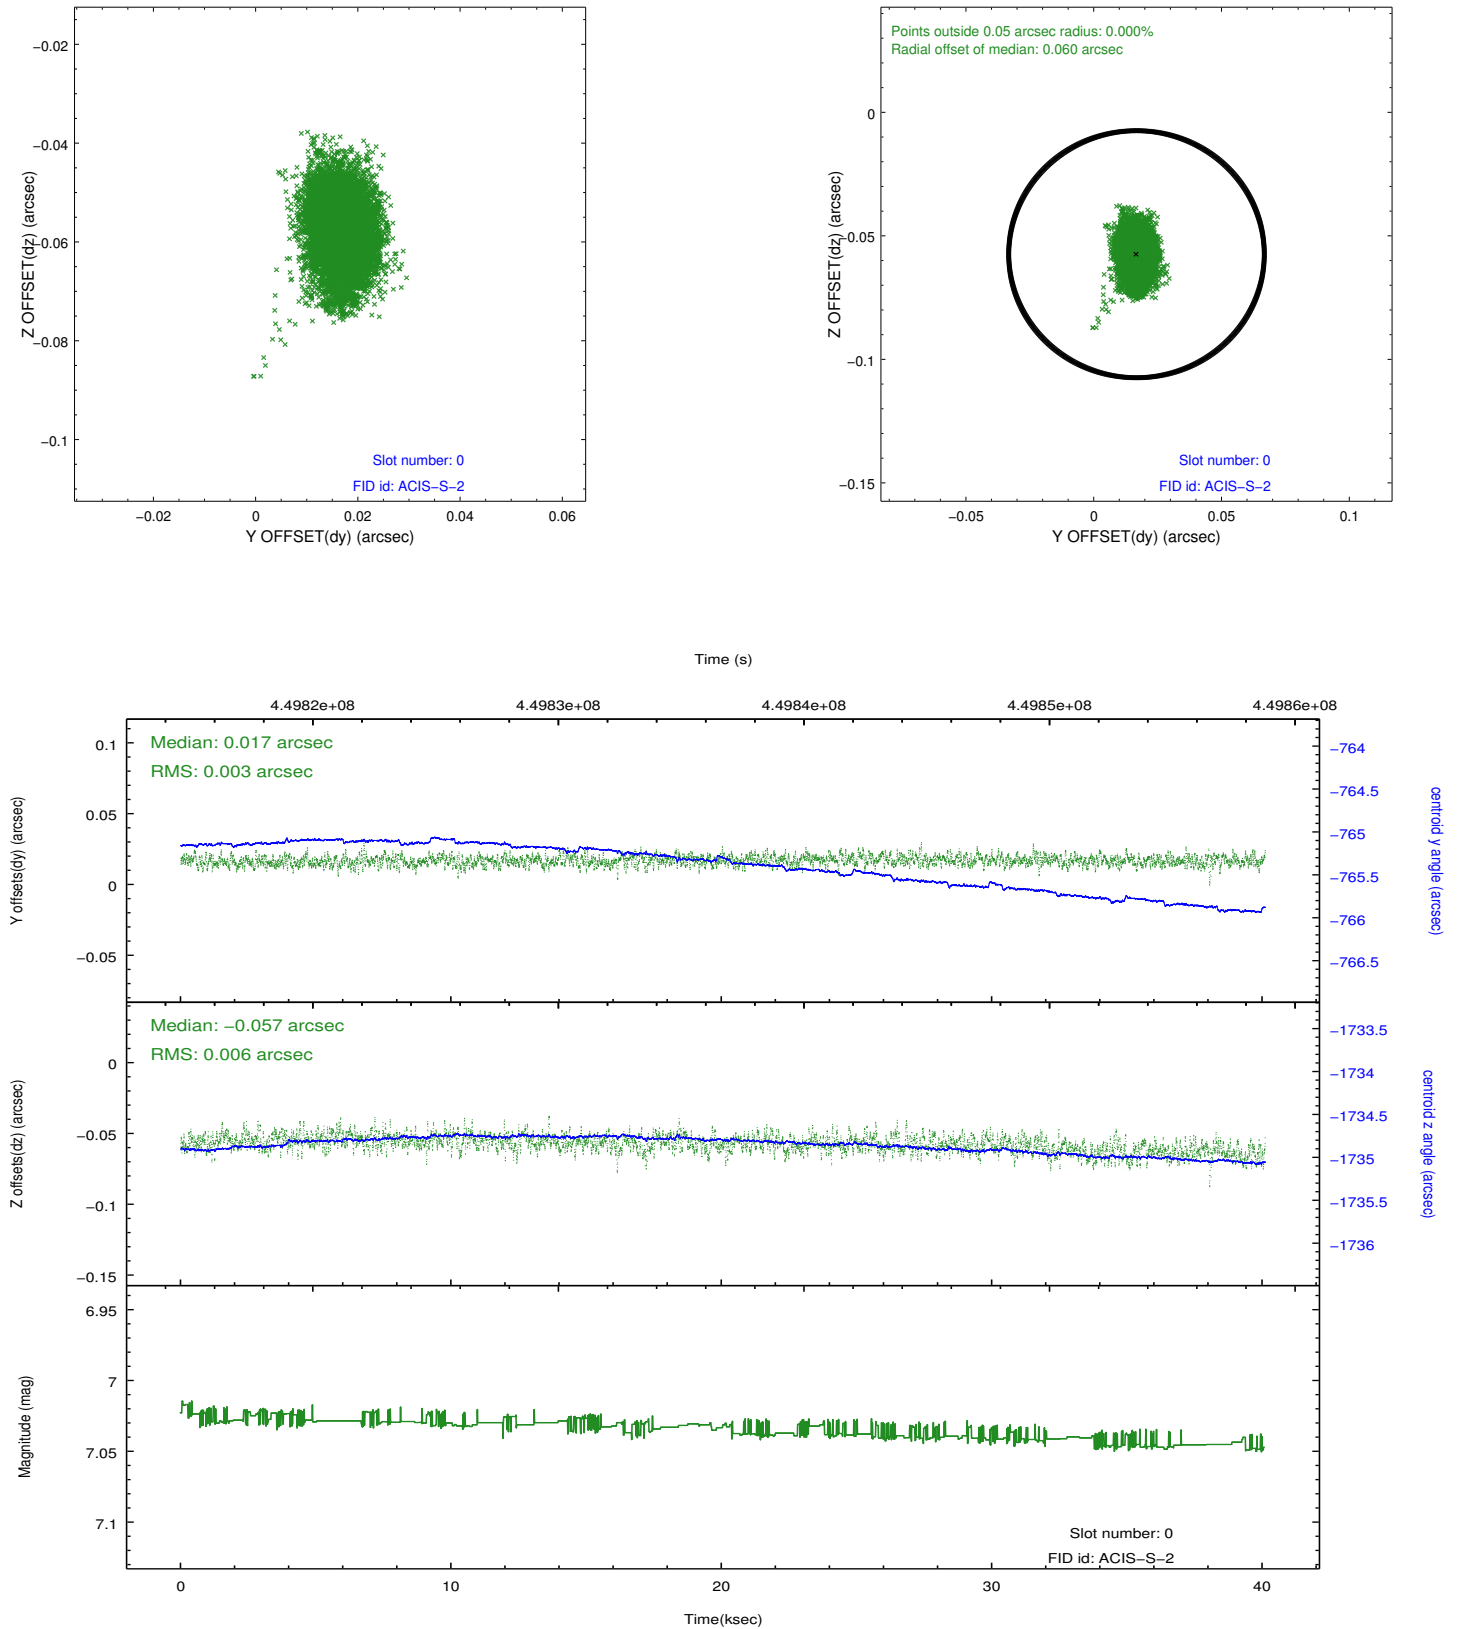 −0.02
−0.04
−0.06
−0.08
−0.1
Z OFFSET(dz) (arcsec)
Slot number: 0
FID id: ACIS−S−2
−0.02 0 0.02 0.04 0.06
Y OFFSET(dy) (arcsec)
Points outside 0.05 arcsec radius: 0.000%
Radial offset of median: 0.060 arcsec
0
−0.05
−0.1
−0.15
Z OFFSET(dz) (arcsec)
Slot number: 0
FID id: ACIS−S−2
−0.05 0 0.05 0.1
Y OFFSET(dy) (arcsec)
Time (s)
4.4982e+08 4.4983e+08 4.4984e+08 4.4985e+08 4.4986e+08
Median: 0.017 arcsec
RMS: 0.003 arcsec
0.1
0.05
0
−0.05
Y offsets(dy) (arcsec)
−764
−764.5
−765
−765.5
−766
−766.5
centroid y angle (arcsec)
Median: −0.057 arcsec
RMS: 0.006 arcsec
0
−0.05
−0.1
−0.15
Z offsets(dz) (arcsec)
−1733.5
−1734
−1734.5
−1735
−1735.5
−1736
centroid z angle (arcsec)
6.95
7
7.05
7.1
Magnitude (mag)
Slot number: 0
FID id: ACIS−S−2
0 10 20 30 40
Time(ksec)